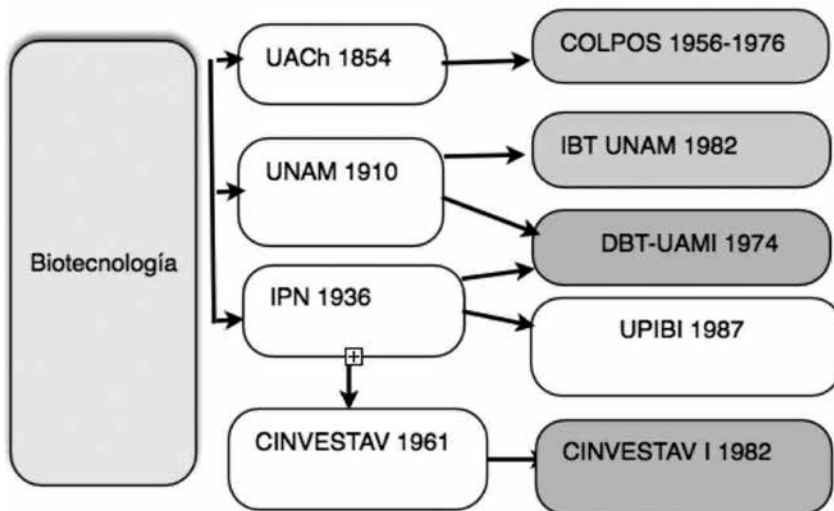 UACh 1854
COLPOS 1956-1976
UNAM 1910
IBT UNAM 1982
Biotecnología
DBT-UAMI 1974
IPN 1936
UPIBI 1987
CINVESTAV 1961
CINVESTAV I 1982